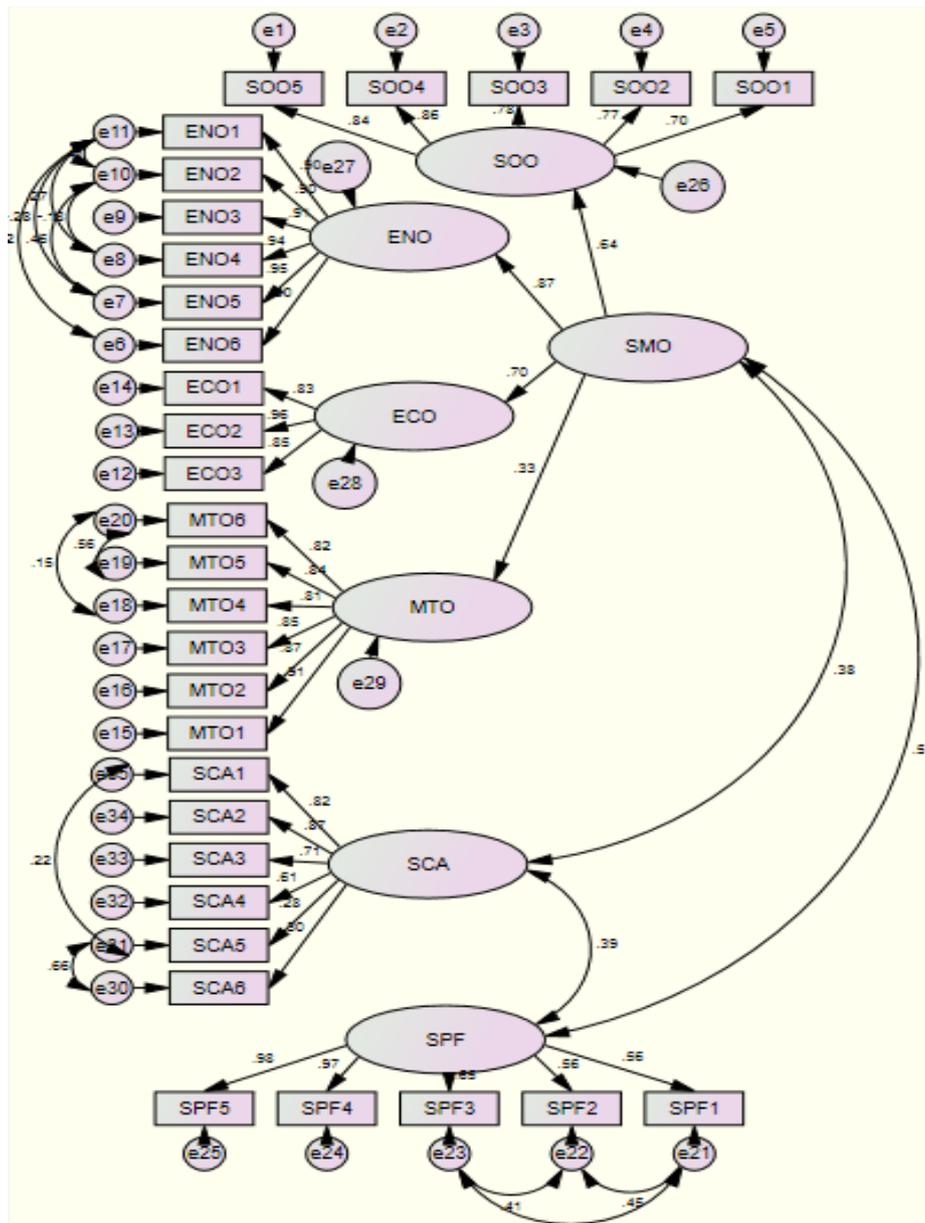 e1 e2 e3 e4 e5
SOO5 SOO4 SOO3 SOO2 SOO1
.84 .86 .78 .77 .70
SOO
e26
e11 ENO1
e10 ENO2
e9 ENO3
e8 ENO4
e7 ENO5
e6 ENO6
.94
.95
e27
ENO
.64
.87
SMO
.70
.33
e14 ECO1 .83
e13 ECO2 .96
e12 ECO3 .85
ECO
e28
e20 MTO6 .82
e19 MTO5 .84
e18 MTO4 .81
e17 MTO3 .85
e16 MTO2 .87
e15 MTO1 .91
.56
.15
MTO
e29
.38
SCA1 .82
e34 SCA2 .87
e33 SCA3 .71
e32 SCA4 .61
e31 SCA5 .28
e30 SCA6
.22
.66
SCA
.39
SPF
.98 .97 .56 .56
SPF5 SPF4 SPF3 SPF2 SPF1
e25 e24 e23 e22 e21
.41 .45